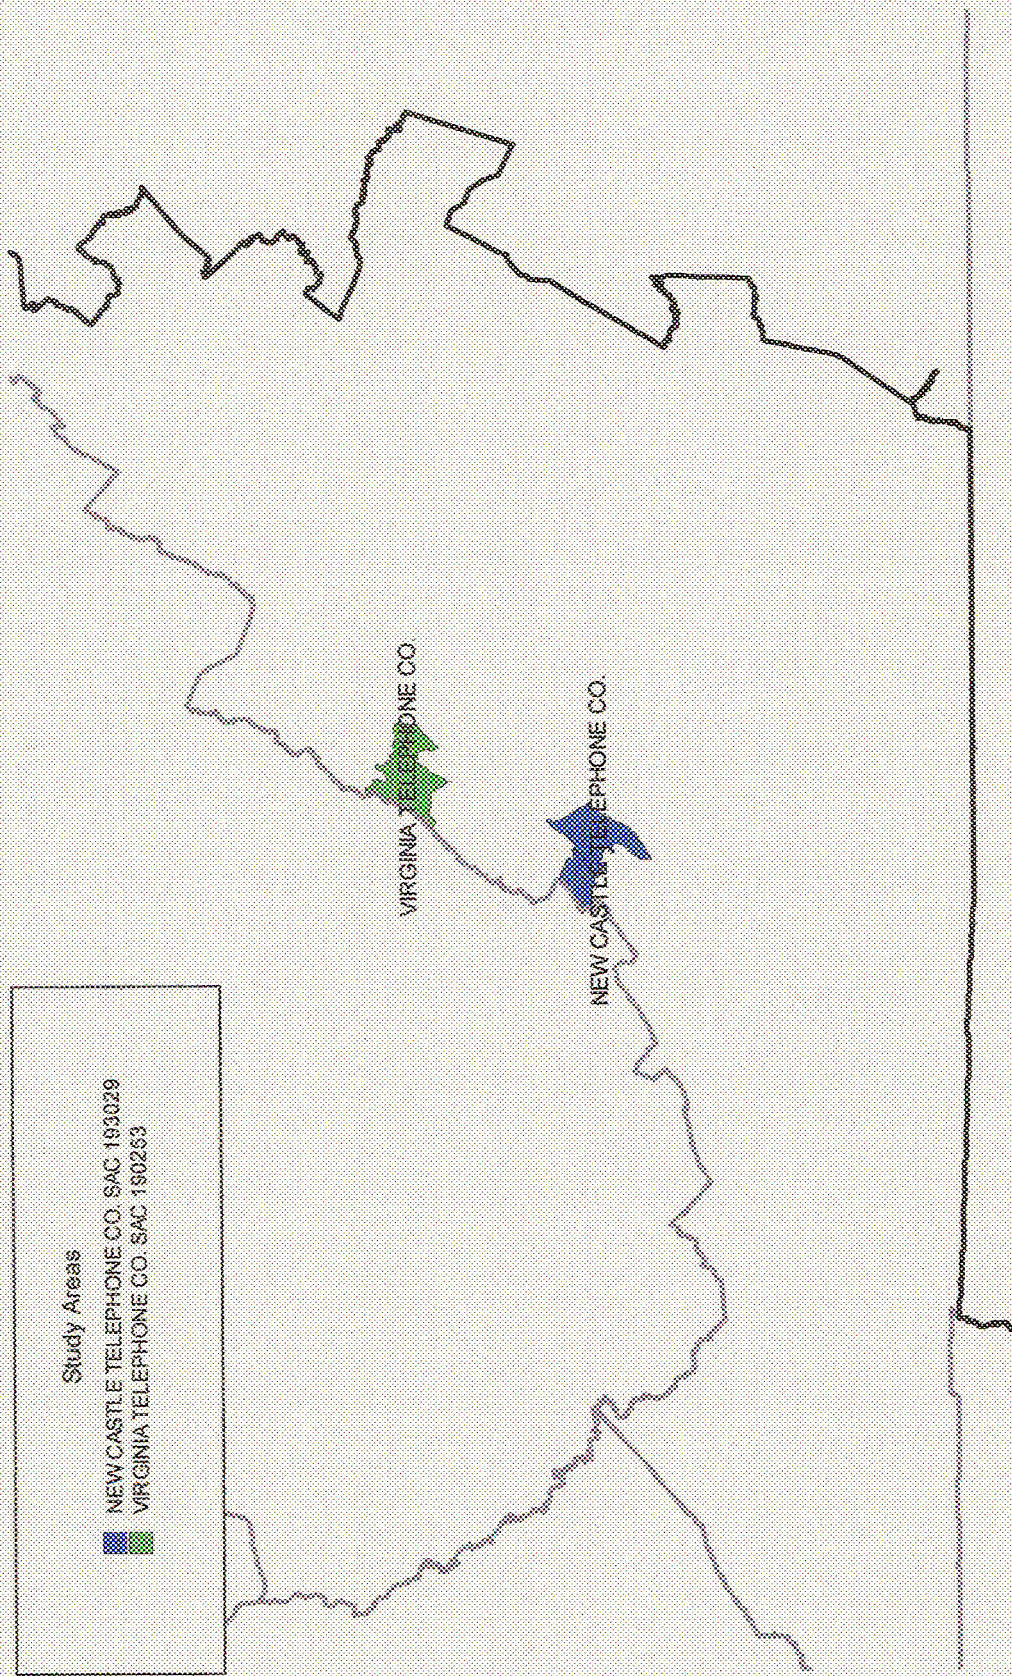 Study Areas
NEW CASTLE TELEPHONE CO. SAC 193029
VIRGINIA TELEPHONE CO. SAC 190253
VIRGINIA TELEPHONE CO.
NEW CASTLE TELEPHONE CO.